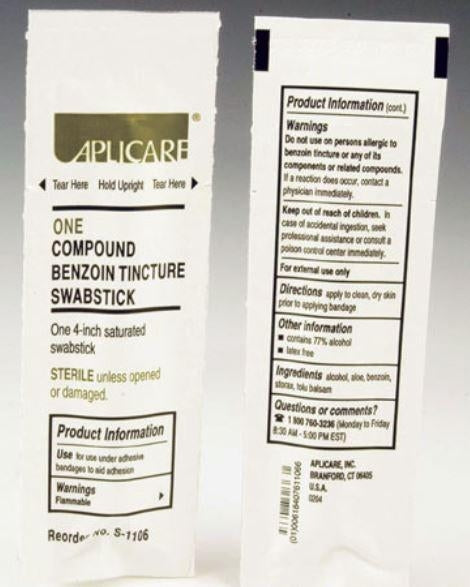 APLICARE®
Tear Here Hold Upright Tear Here
ONE
COMPOUND
BENZOIN TINCTURE
SWABSTICK
One 4-inch saturated
swabstick
STERILE unless opened
or damaged.
Product Information
Use for use under adhesive
bandages to aid adhesion
Warnings
Flammable
Reorder No. S-1106
Product Information (cont.)
Warnings
Do not use on persons allergic to
benzoin tincture or any of its
components or related compounds.
If a reaction does occur, contact a
physician immediately.
Keep out of reach of children. In
case of accidental ingestion, seek
professional assistance or consult a
poison control center immediately.
For external use only
Directions apply to clean, dry skin
prior to applying bandage
Other information
■ contains 77% alcohol
■ latex free
Ingredients alcohol, aloe, benzoin,
storax, tolu balsam
Questions or comments?
☎ 1 800 760-3236 (Monday to Friday
8:30 AM - 5:00 PM EST)
APLICARE, INC.
BRANFORD, CT 06405
U.S.A.
0204
(01)00618407611066